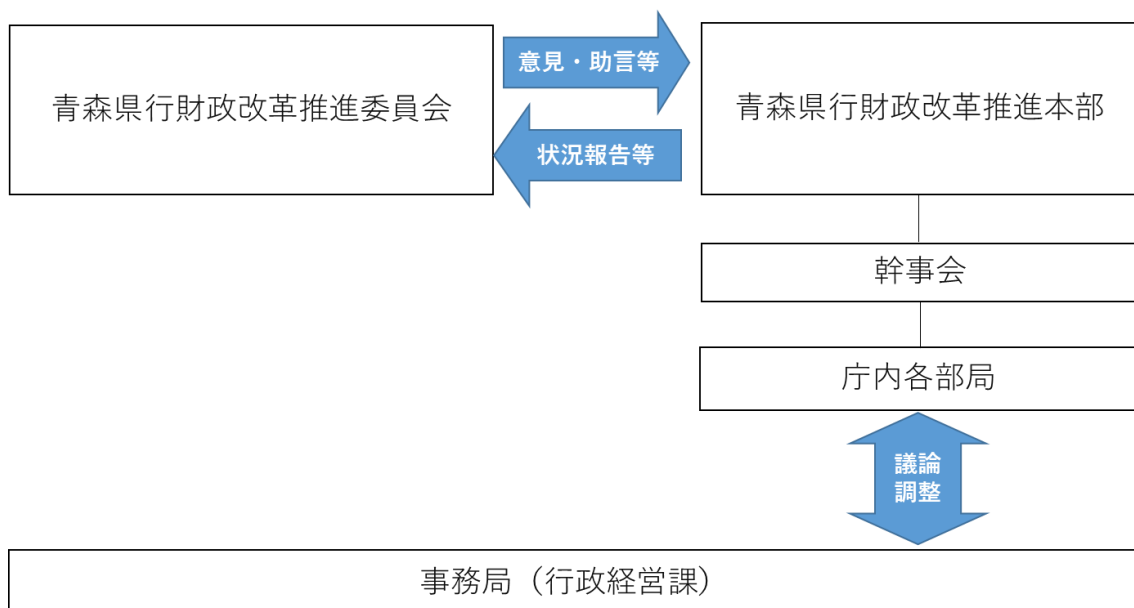 青森県行財政改革推進委員会
意見・助言等
状況報告等
青森県行財政改革推進本部
幹事会
庁内各部局
議論
調整
事務局（行政経営課）